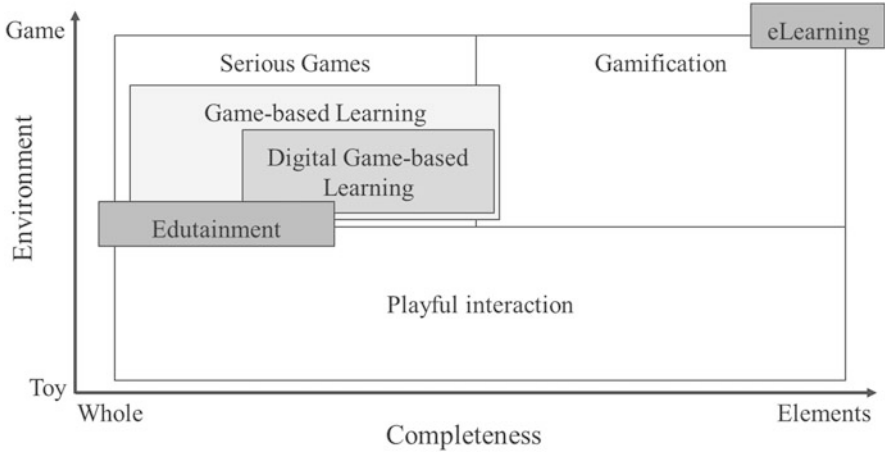 Game
eLearning
Serious Games
Gamification
Game-based Learning
Digital Game-based
Learning
Environment
Edutainment
Playful interaction
Toy
Whole
Elements
Completeness